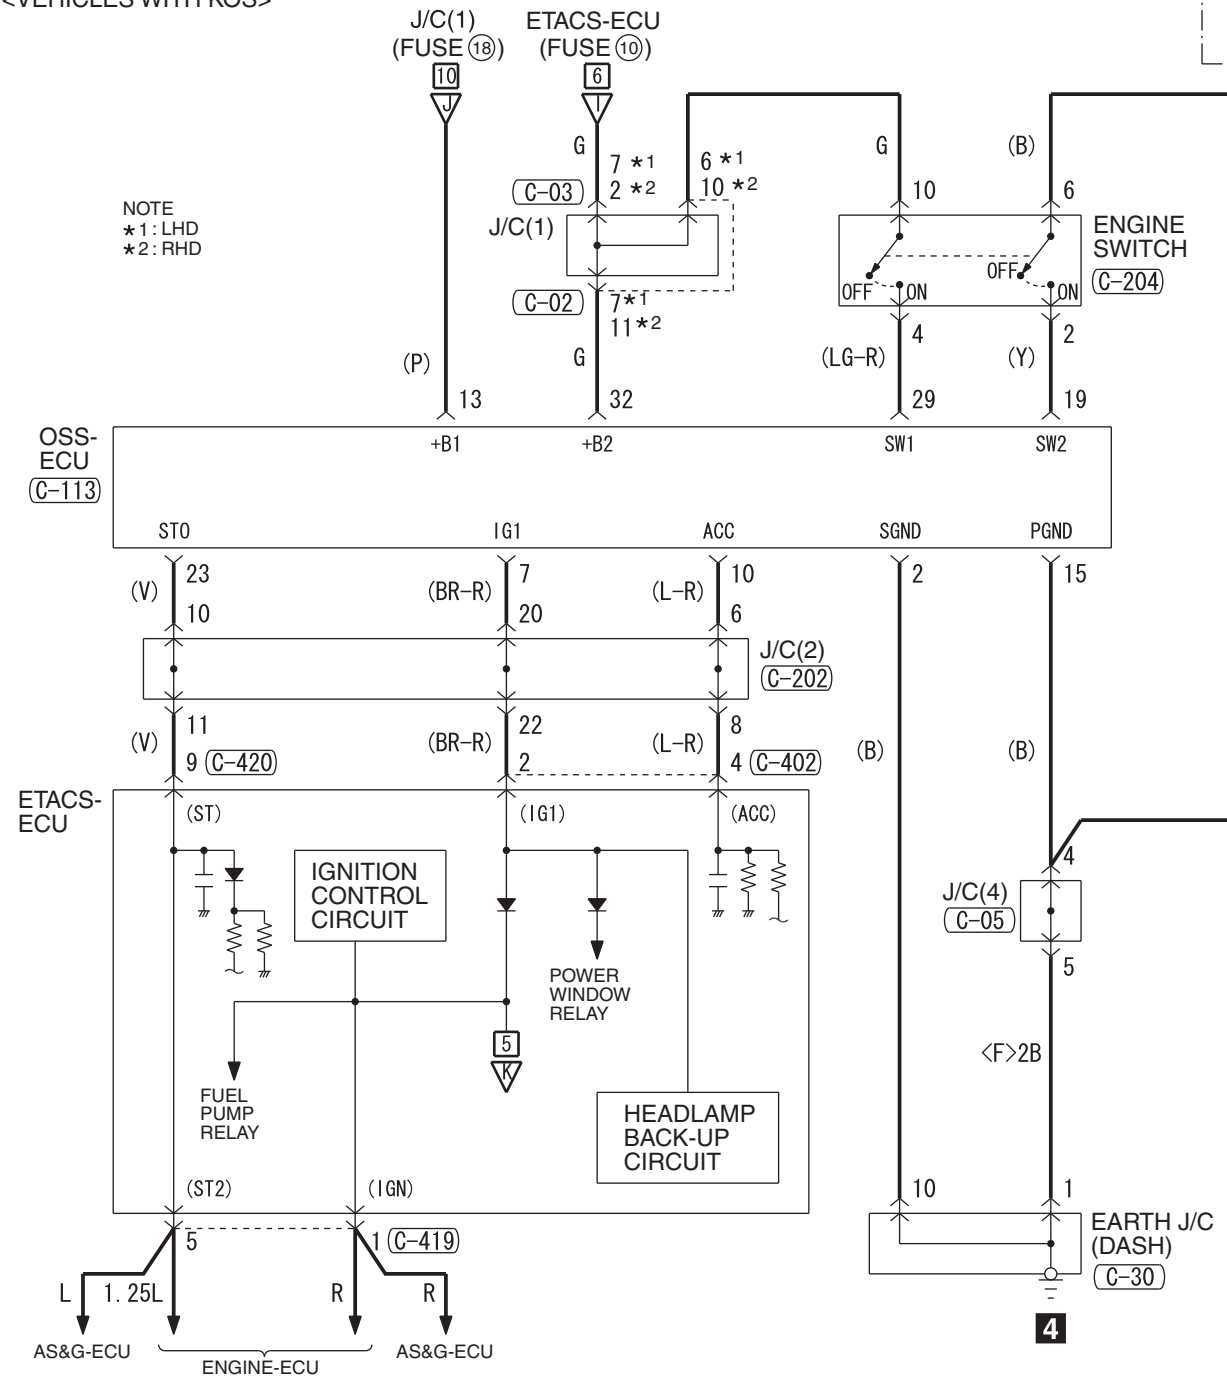 <VEHICLES WITH KOS>
J/C(1)
(FUSE 18)
ETACS-ECU
(FUSE 10)
10
6
J
I
G
7 *1
2 *2
6 *1
10 *2
G
(B)
C-03
10
6
NOTE
*1 : LHD
*2 : RHD
J/C(1)
ENGINE
SWITCH
C-204
OFF
ON
OFF
ON
C-02
7*1
11*2
4
2
(P)
G
(LG-R)
(Y)
13
32
29
19
OSS-
ECU
C-113
+B1
+B2
SW1
SW2
STO
IG1
ACC
SGND
PGND
23
7
10
2
15
(V)
(BR-R)
(L-R)
10
20
6
J/C(2)
C-202
11
22
8
(V)
(BR-R)
(L-R)
(B)
(B)
9
C-420
2
4
C-402
ETACS-
ECU
(ST)
(IG1)
(ACC)
IGNITION
CONTROL
CIRCUIT
4
J/C(4)
C-05
5
POWER
WINDOW
RELAY
5
K
<F>2B
FUEL
PUMP
RELAY
HEADLAMP
BACK-UP
CIRCUIT
(ST2)
(IGN)
10
1
5
1
C-419
EARTH J/C
(DASH)
C-30
L
1. 25L
R
R
4
AS&G-ECU
ENGINE-ECU
AS&G-ECU